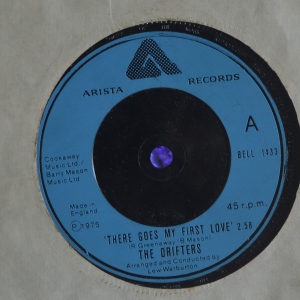 ARISTA RECORDS
A
BELL 1433
Cookaway
Music Ltd./
Barry Mason
Music Ltd
Made in
England
45 r.p.m.
℗ 1975
'THERE GOES MY FIRST LOVE' 2.58
(R Greenaway - B Mason)
THE DRIFTERS
Arranged and Conducted by
Lew Warburton